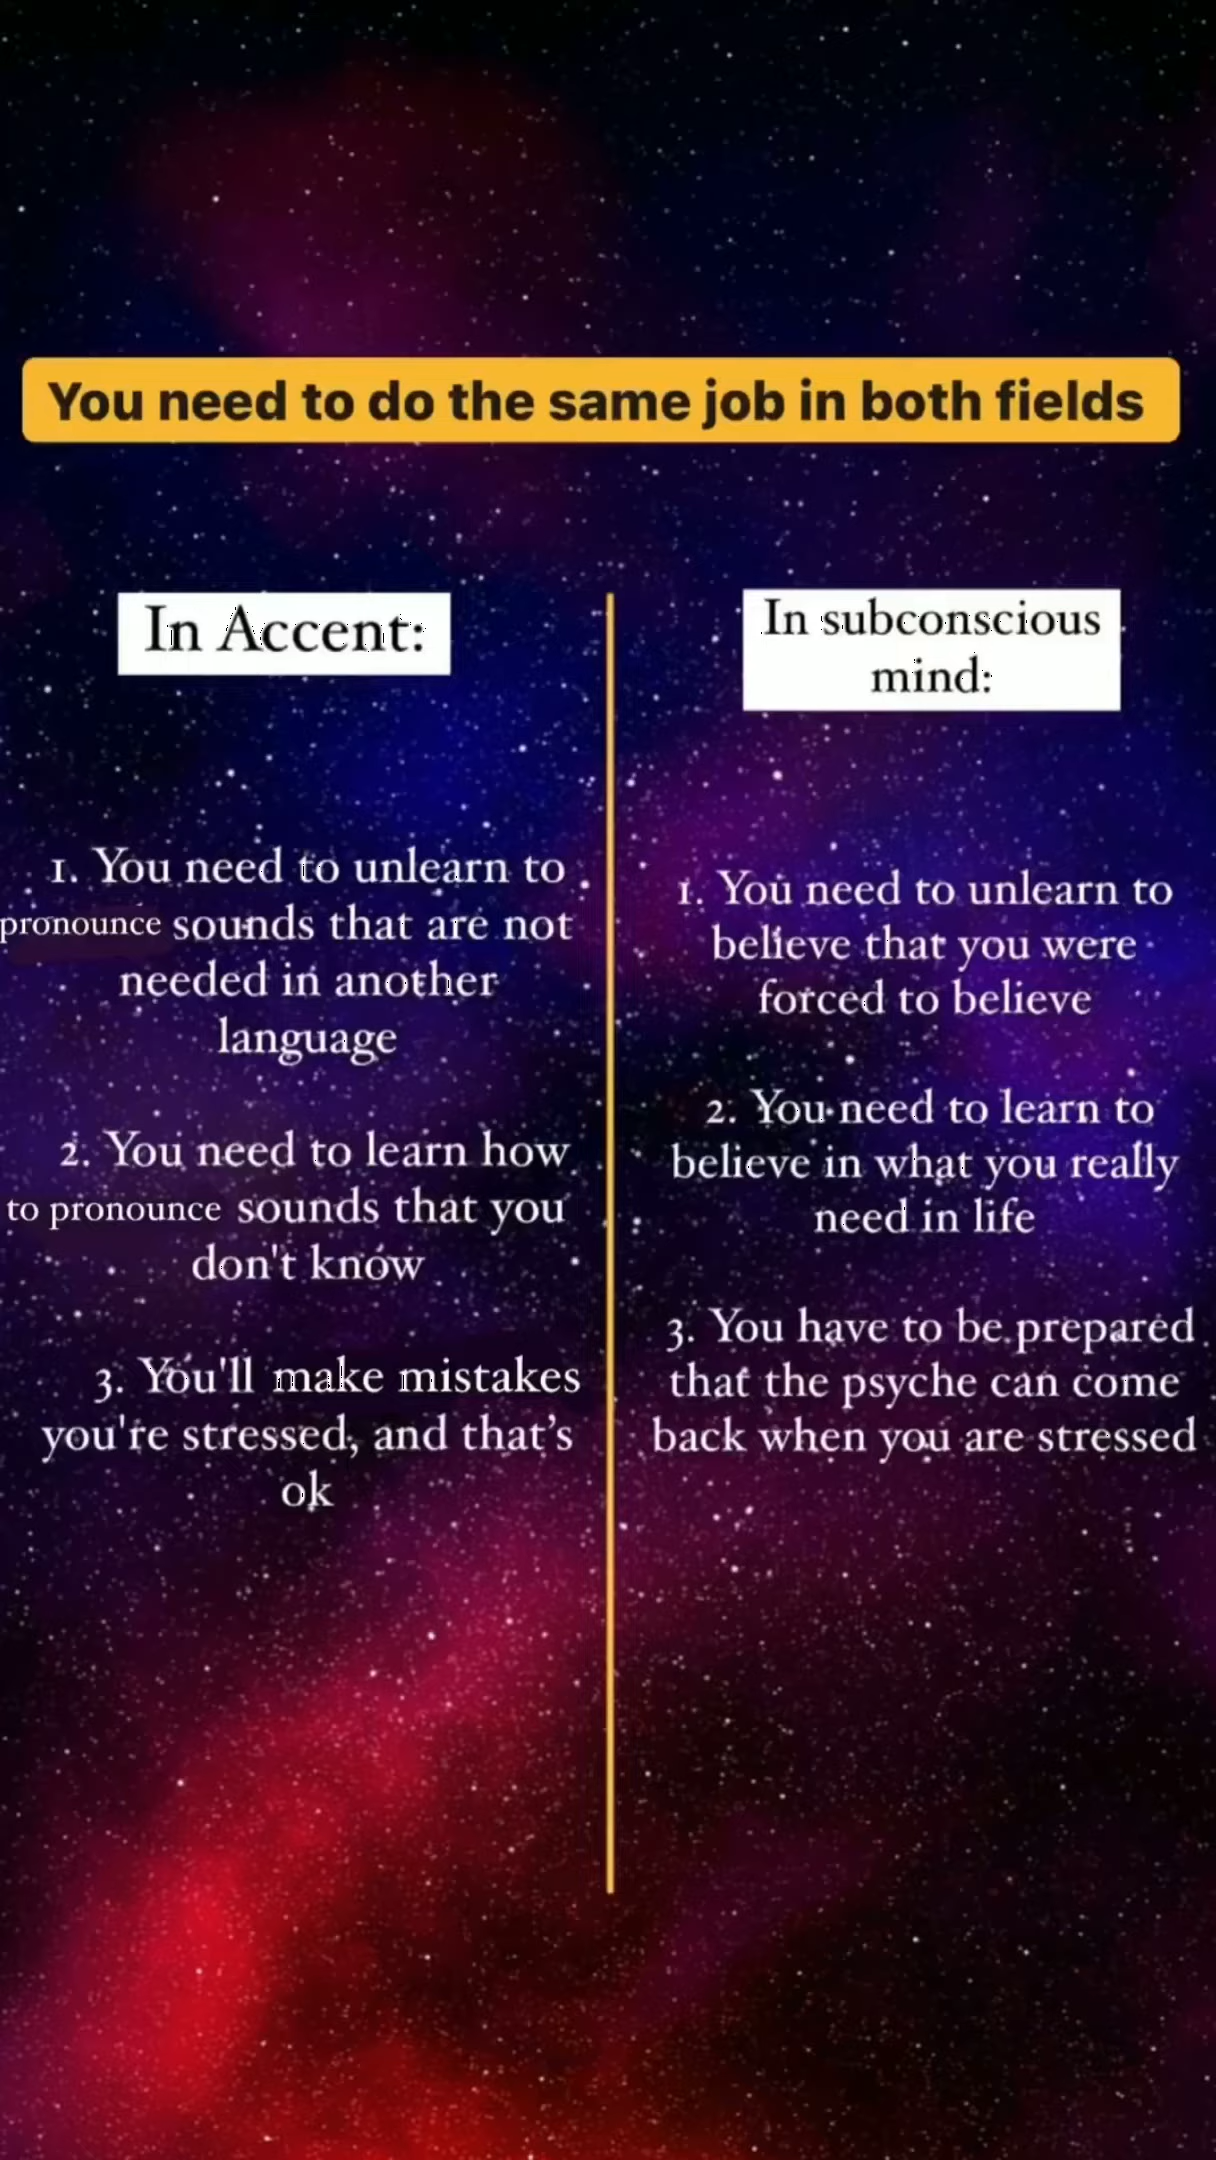 You need to do the same job in both fields
In Accent:
1. You need to unlearn to
pronounce sounds that are not
needed in another
language
2. You need to learn how
to pronounce sounds that you
don't know
3. You'll make mistakes
you're stressed, and that’s
ok
In subconscious
mind:
1. You need to unlearn to
believe that you were
forced to believe
2. You need to learn to
believe in what you really
need in life
3. You have to be prepared
that the psyche can come
back when you are stressed